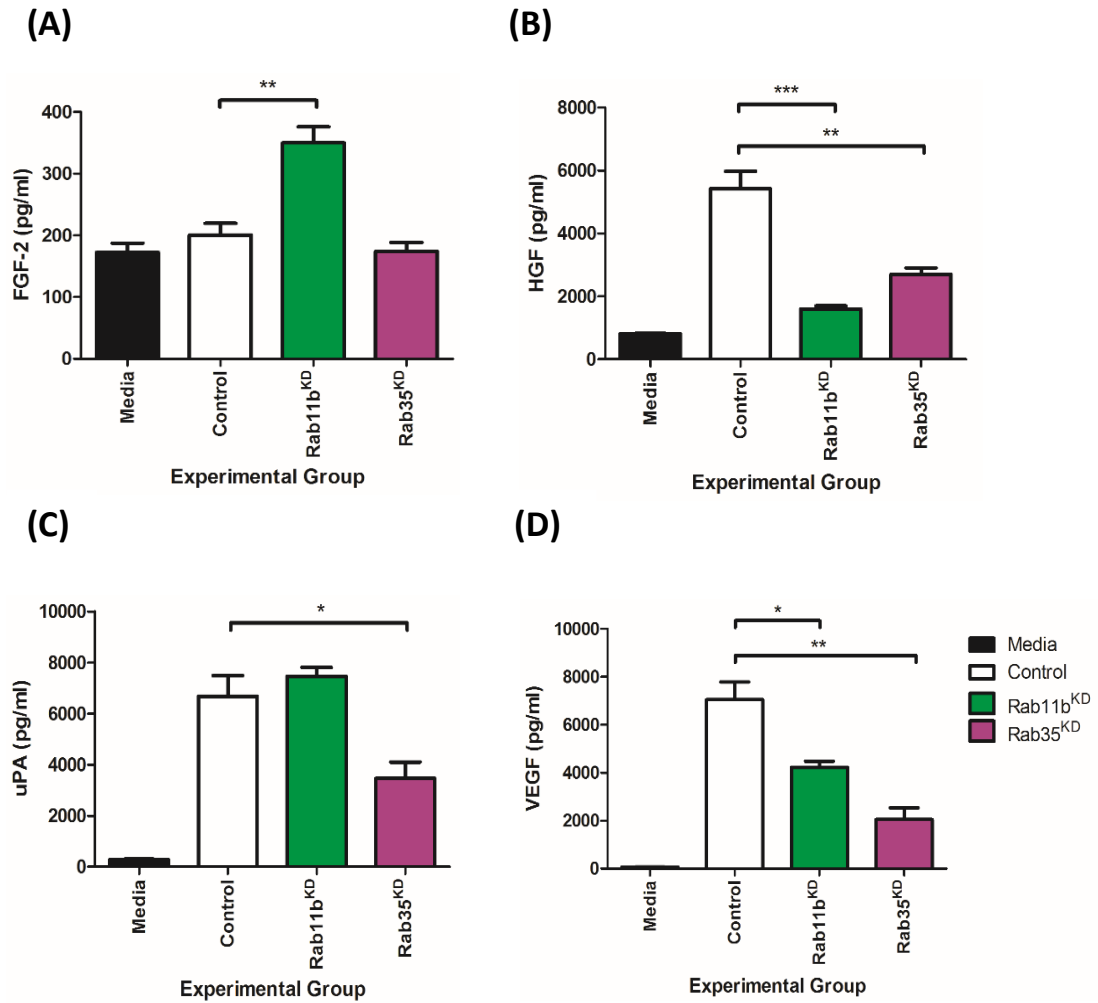 (A)
**
400
300
200
100
0
FGF-2 (pg/ml)
Media
Control
Rab11bKD
Rab35KD
Experimental Group
(B)
***
**
8000
6000
4000
2000
0
HGF (pg/ml)
Media
Control
Rab11bKD
Rab35KD
Experimental Group
(C)
*
10000
8000
6000
4000
2000
0
uPA (pg/ml)
Media
Control
Rab11bKD
Rab35KD
Experimental Group
(D)
*
**
10000
8000
6000
4000
2000
0
VEGF (pg/ml)
Media
Control
Rab11bKD
Rab35KD
Experimental Group
Media
Control
Rab11bKD
Rab35KD